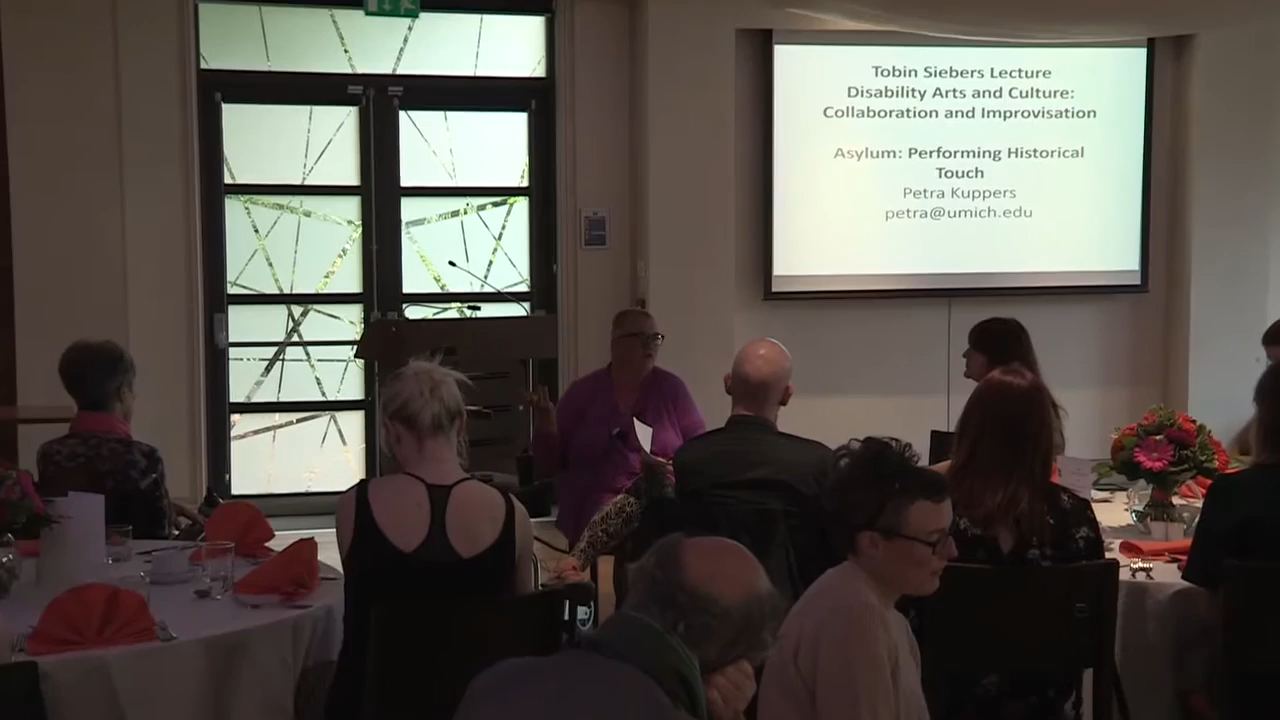 Tobin Siebers Lecture
Disability Arts and Culture:
Collaboration and Improvisation
Asylum: Performing Historical
Touch
Petra Kuppers
petra@umich.edu